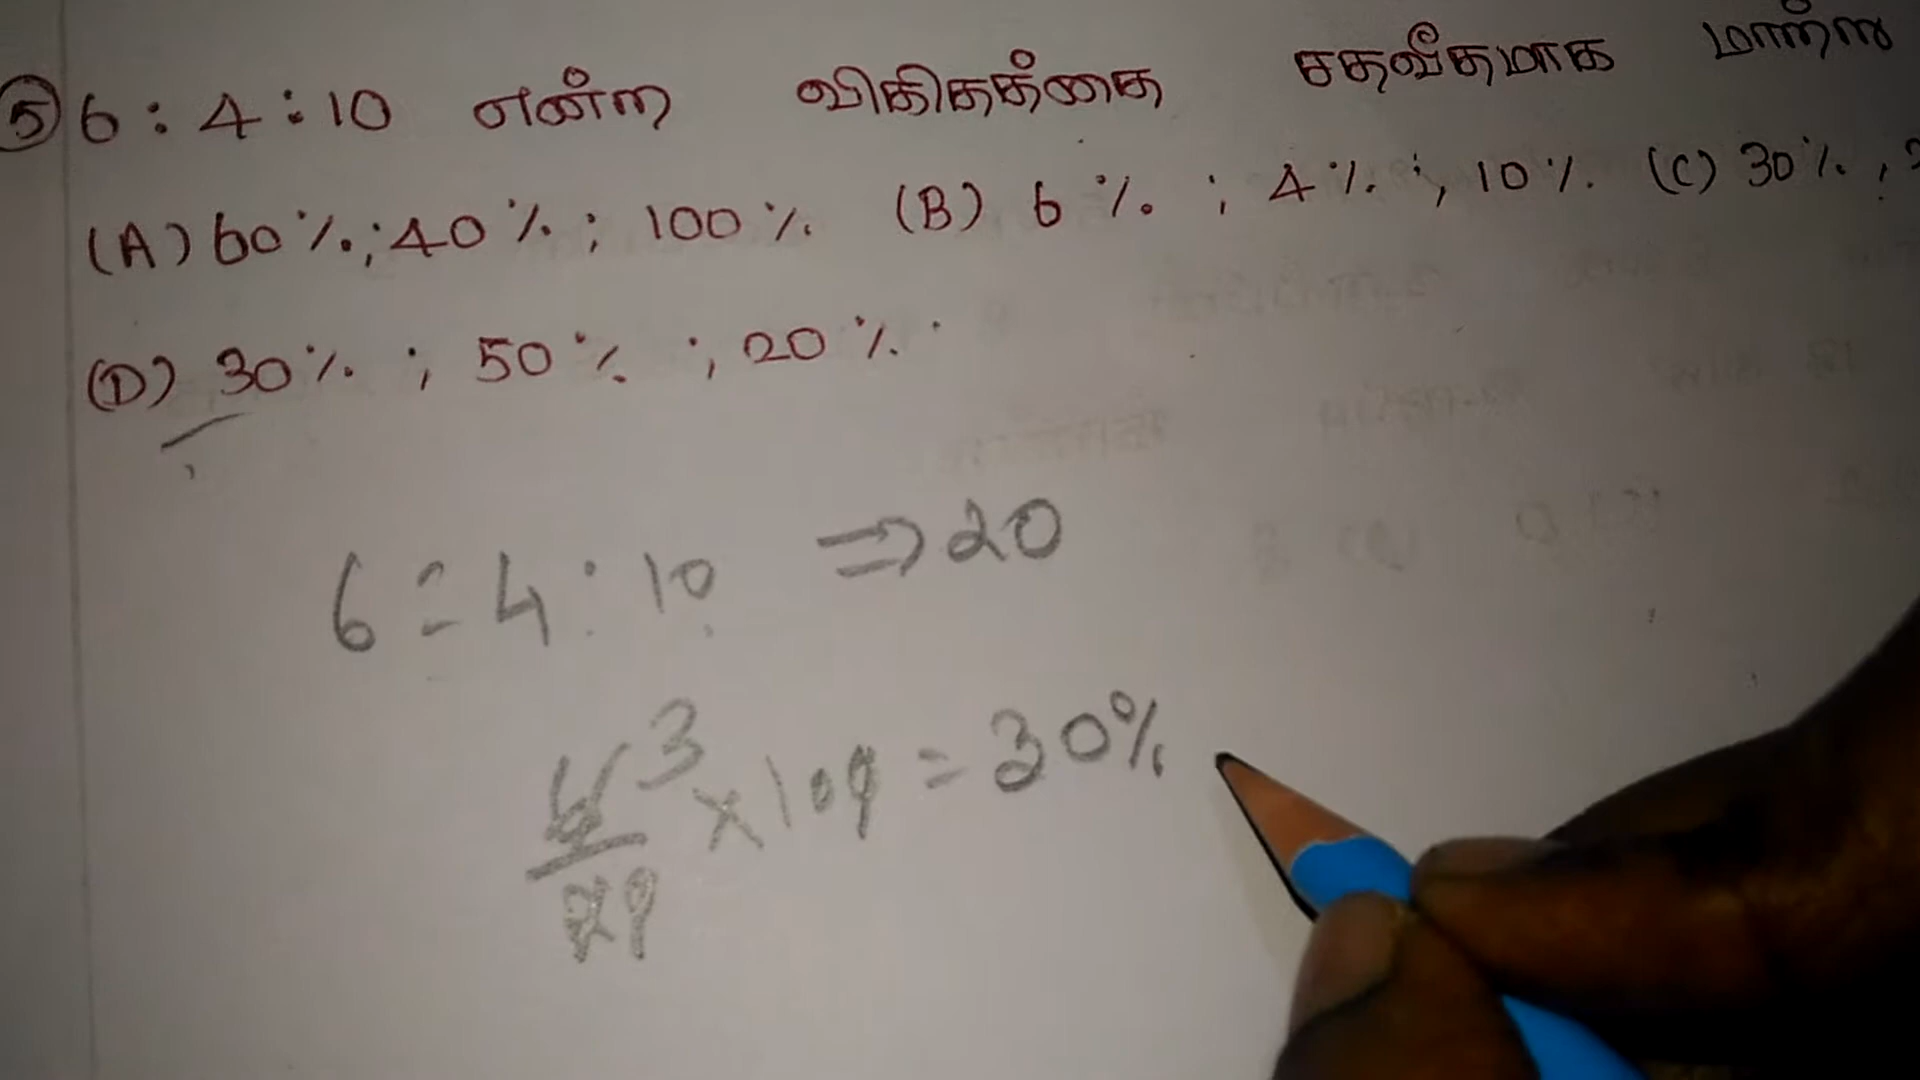 ⑤ 6 : 4 : 10 என்ற விகிதத்தை சதவீதமாக மாற்று
(A) 60%; 40%; 100% (B) 6% ; 4% ; 10% (C) 30% ;
(D) 30% ; 50% ; 20%
6 : 4 : 10 ⇒ 20
6/20 3 × 100 = 30%